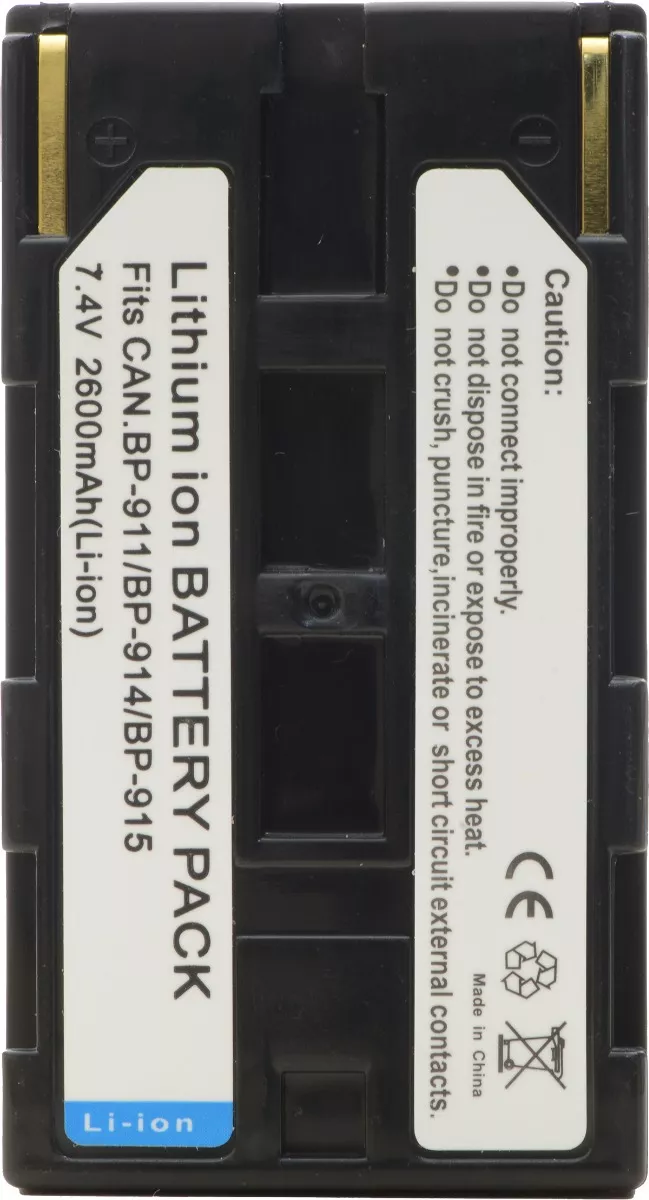 +
-
Lithium ion BATTERY PACK
Fits CAN.BP-911/BP-914/BP-915
7.4V 2600mAh(Li-ion)
Li-ion
Caution:
•Do not connect improperly.
•Do not dispose in fire or expose to excess heat.
•Do not crush, puncture,incinerate or short circuit external contacts.
CE
Made in China